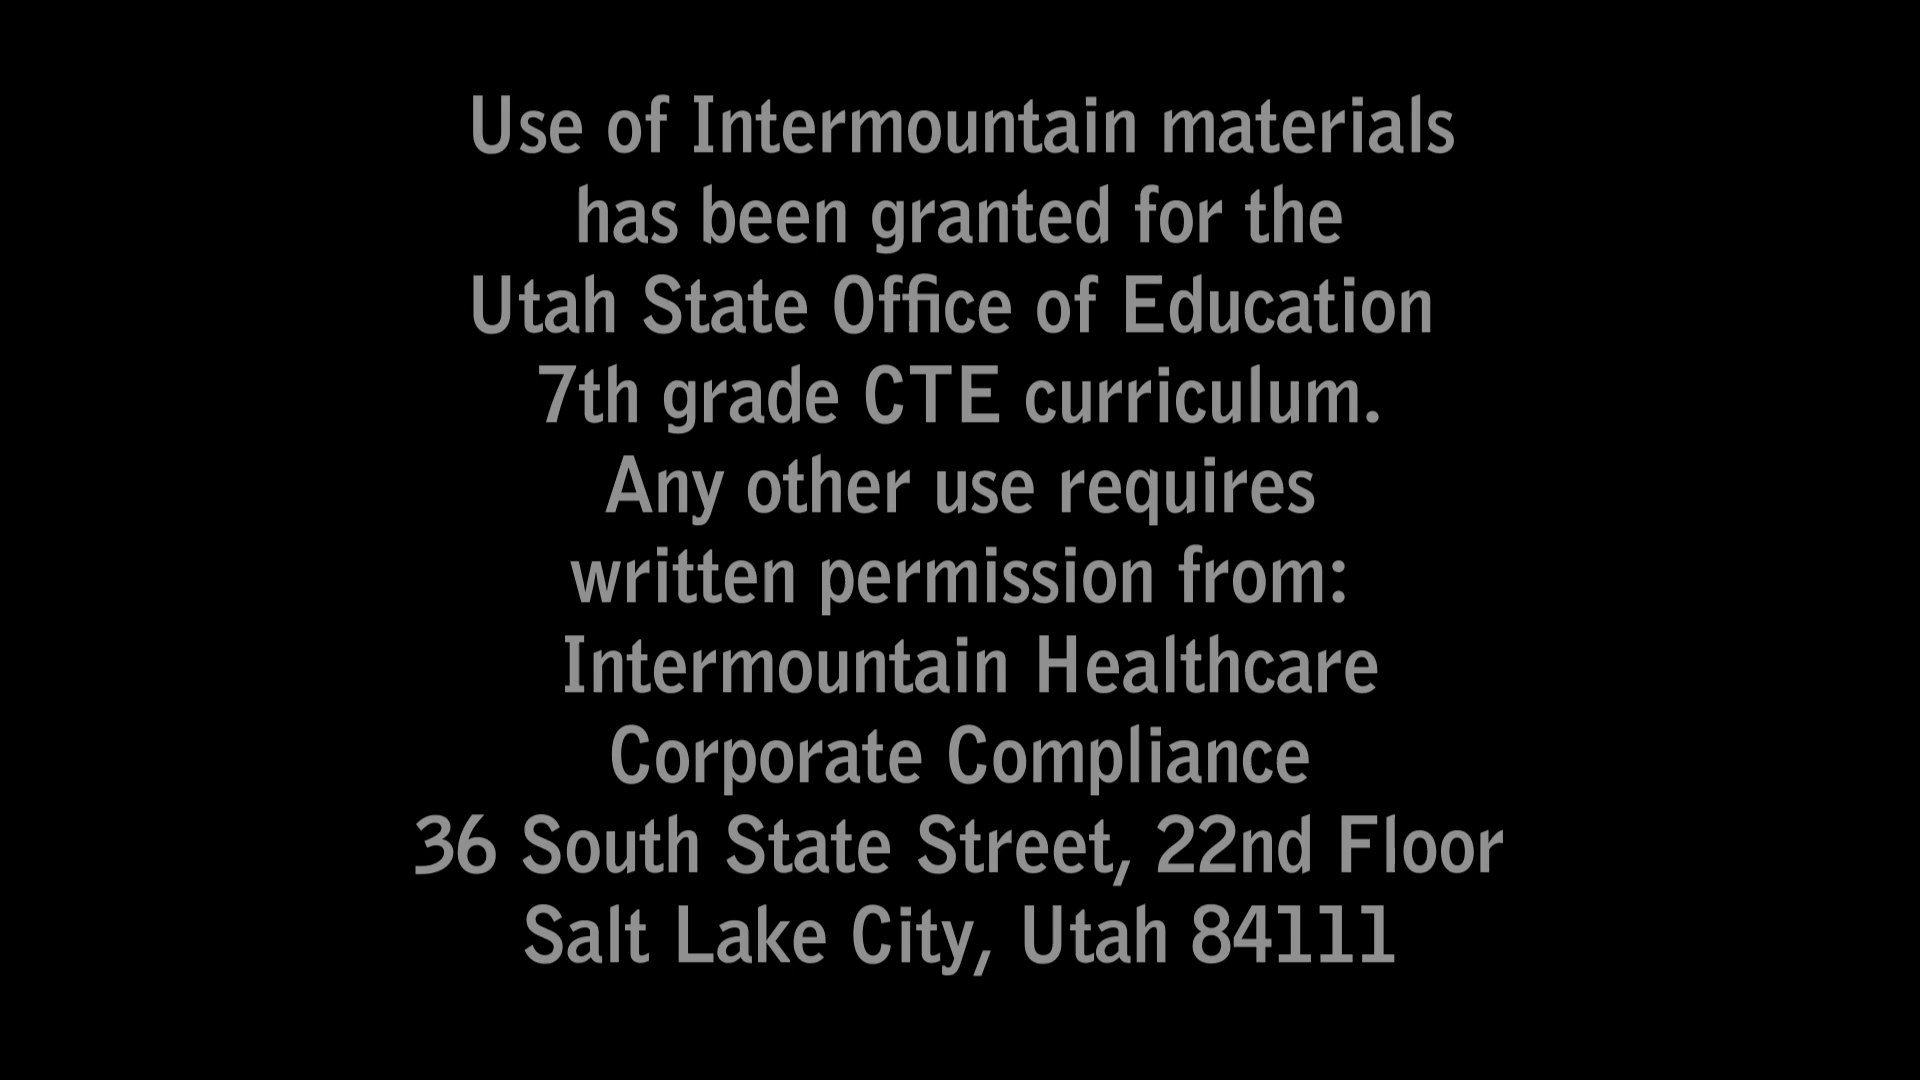 Use of Intermountain materials
has been granted for the
Utah State Office of Education
7th grade CTE curriculum.
Any other use requires
written permission from:
Intermountain Healthcare
Corporate Compliance
36 South State Street, 22nd Floor
Salt Lake City, Utah 84111